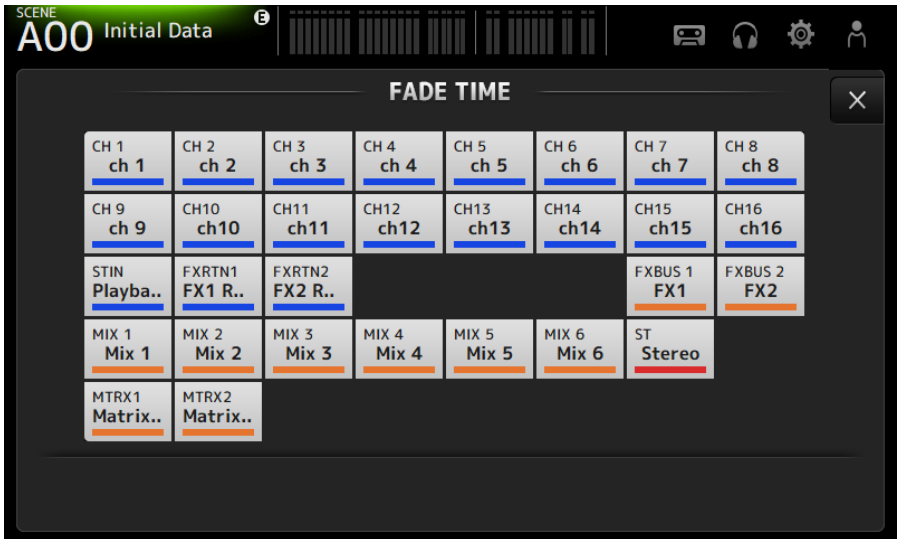 SCENE
A00 Initial Data E
FADE TIME
CH 1 CH 2 CH 3 CH 4 CH 5 CH 6 CH 7 CH 8
ch 1 ch 2 ch 3 ch 4 ch 5 ch 6 ch 7 ch 8
CH 9 CH10 CH11 CH12 CH13 CH14 CH15 CH16
ch 9 ch10 ch11 ch12 ch13 ch14 ch15 ch16
STIN FXRTN1 FXRTN2 FXBUS 1 FXBUS 2
Playba.. FX1 R.. FX2 R.. FX1 FX2
MIX 1 MIX 2 MIX 3 MIX 4 MIX 5 MIX 6 ST
Mix 1 Mix 2 Mix 3 Mix 4 Mix 5 Mix 6 Stereo
MTRX1 MTRX2
Matrix.. Matrix..